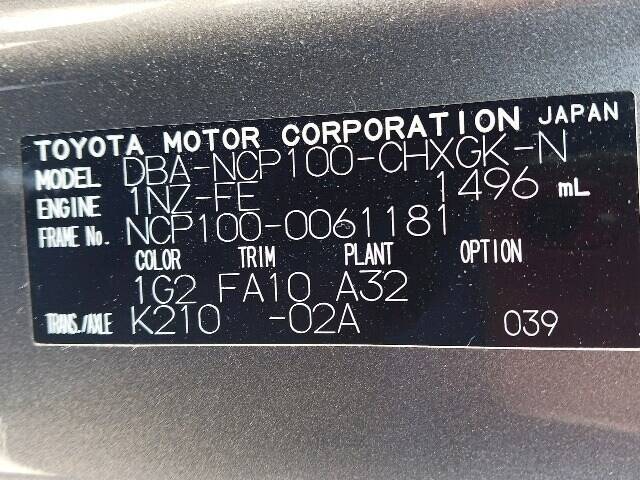 TOYOTA MOTOR CORPORATION JAPAN
MODEL DBA-NCP100-CHXGK-N
ENGINE 1NZ-FE 1496 mL
FRAME No. NCP100-0061181
COLOR TRIM PLANT OPTION
1G2 FA10 A32
TRANS./AXLE K210 -02A 039